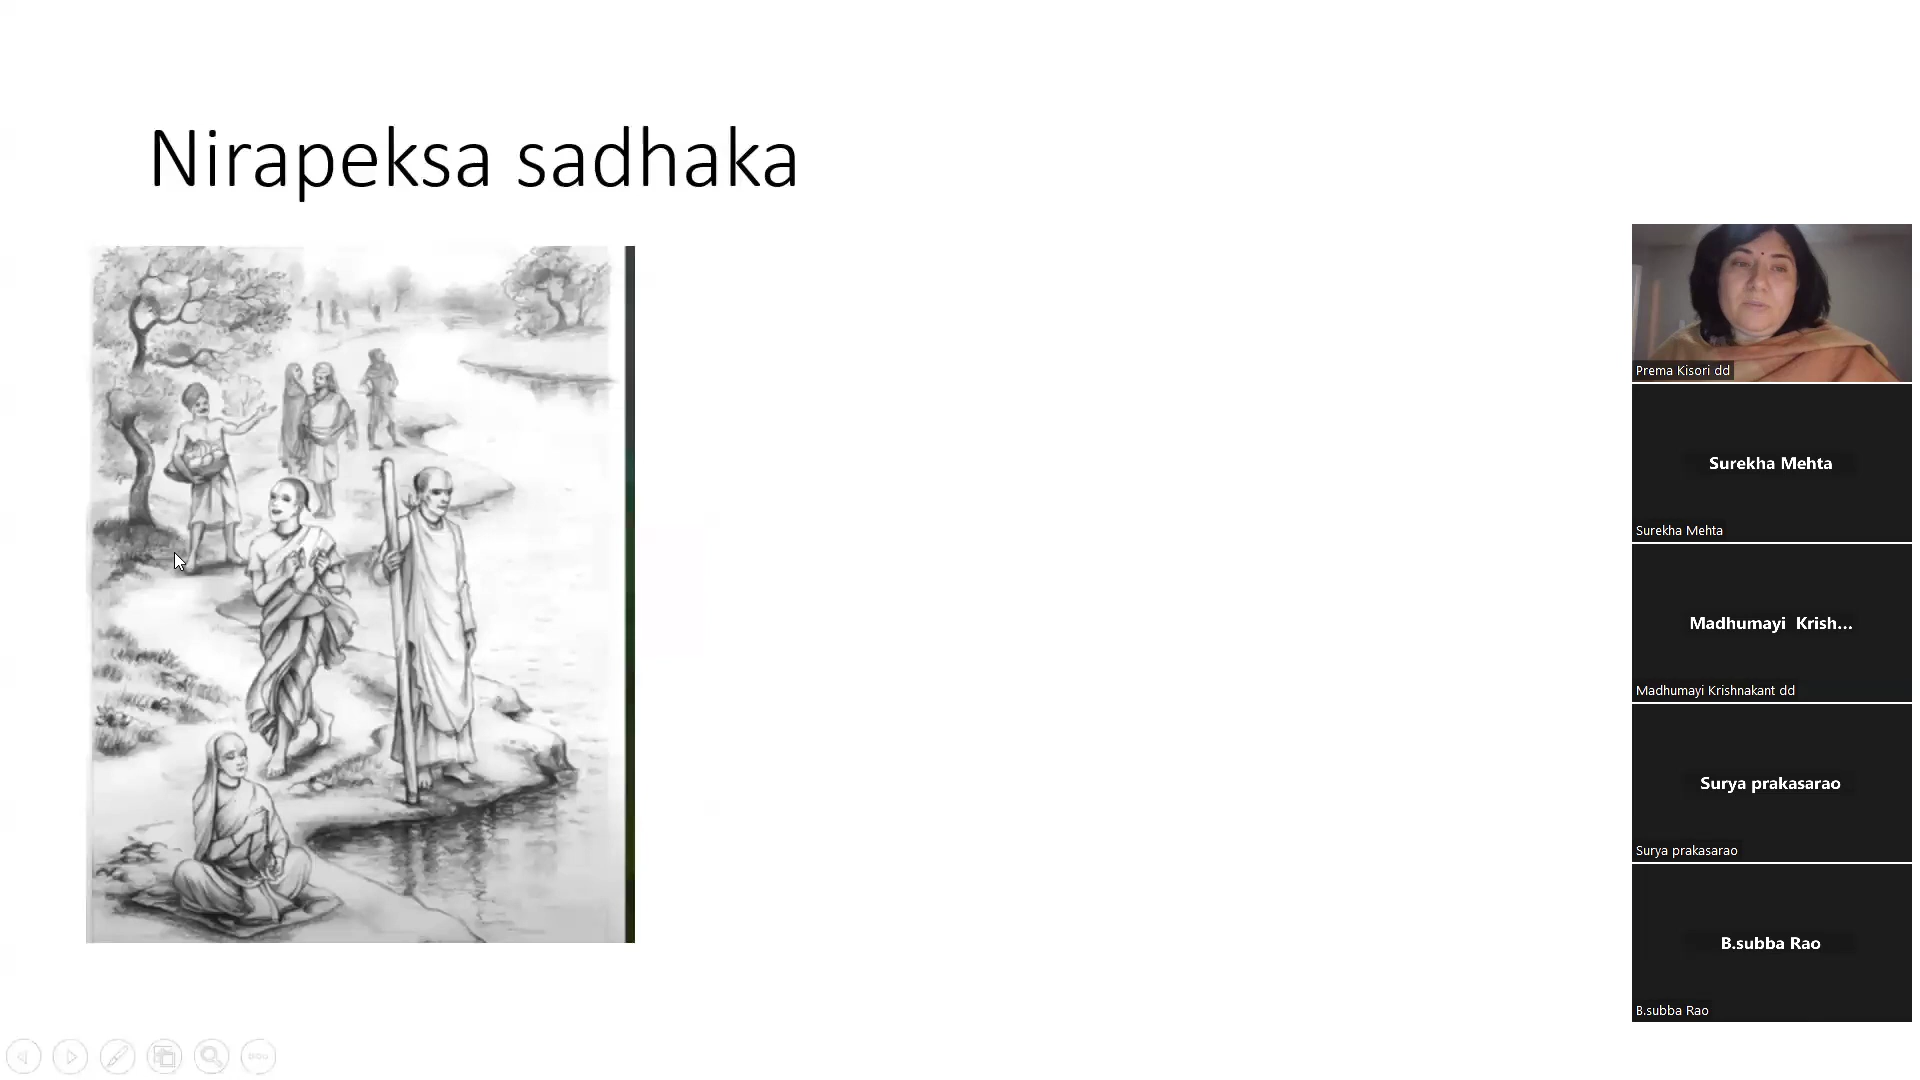 Nirapeksa sadhaka
Prema Kisori dd
Surekha Mehta
Surekha Mehta
Madhumayi Krish...
Madhumayi Krishnakant dd
Surya prakasarao
Surya prakasarao
B.subba Rao
B.subba Rao